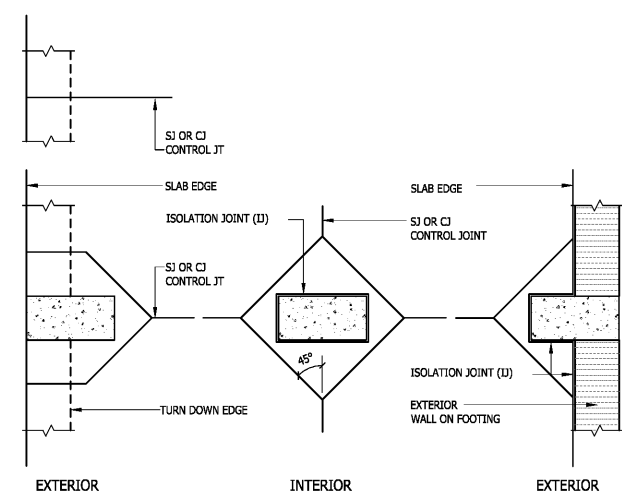 SJ OR CJ
CONTROL JT
SLAB EDGE
SLAB EDGE
ISOLATION JOINT (IJ)
SJ OR CJ
CONTROL JOINT
SJ OR CJ
CONTROL JT
45°
ISOLATION JOINT (IJ)
TURN DOWN EDGE
EXTERIOR
WALL ON FOOTING
EXTERIOR
INTERIOR
EXTERIOR